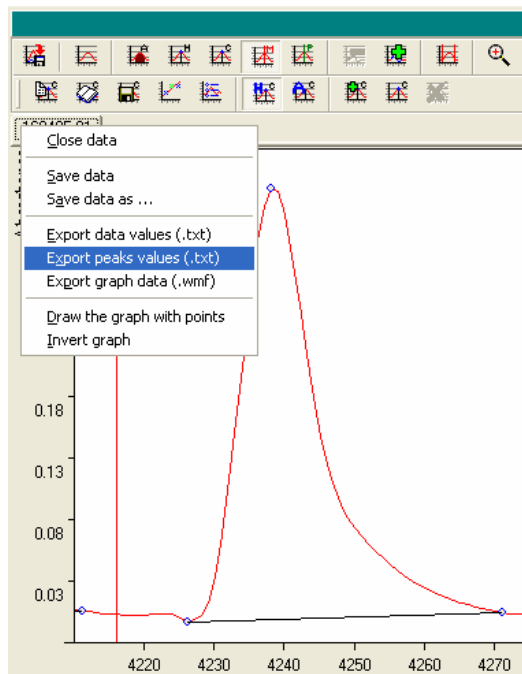 Close data
Save data
Save data as ...
Export data values (.txt)
Export peaks values (.txt)
Export graph data (.wmf)
Draw the graph with points
Invert graph
0.18
0.13
0.08
0.03
4220 4230 4240 4250 4260 4270